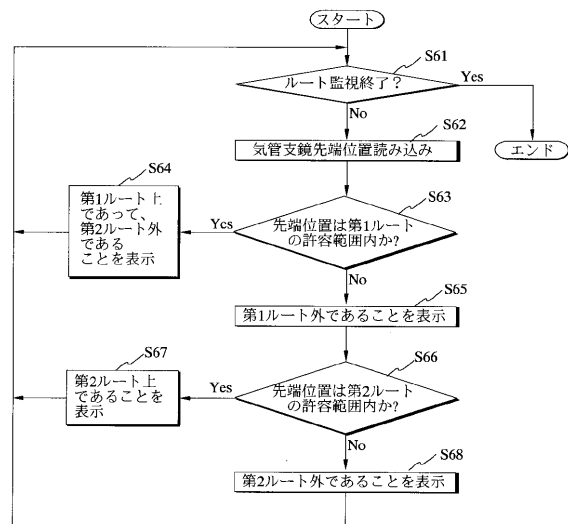 スタート
S61
ルート監視終了？
Yes
No
エンド
S62
気管支鏡先端位置読み込み
S64
第1ルート上
であって、
第2ルート外
である
ことを表示
S63
先端位置は第1ルート
の許容範囲内か?
Yes
No
S65
第1ルート外であることを表示
S67
第2ルート上
であることを
表示
S66
先端位置は第2ルート
の許容範囲内か?
Yes
No
S68
第2ルート外であることを表示